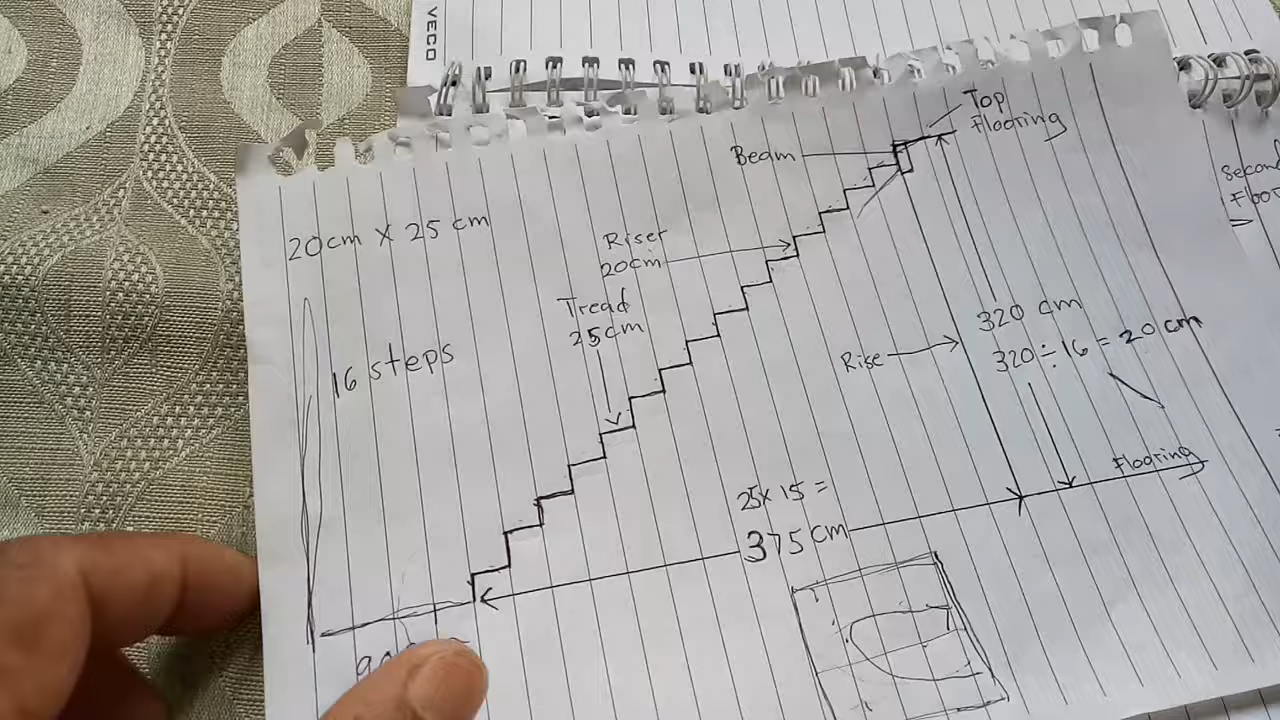 VECO
Top
Flooring
Beam
Second
Floor
20cm x 25 cm
Riser
20cm
Tread
25cm
320 cm
16 steps
Rise
320 ÷ 16 = 20 cm
Flooring
25x 15 =
375 cm